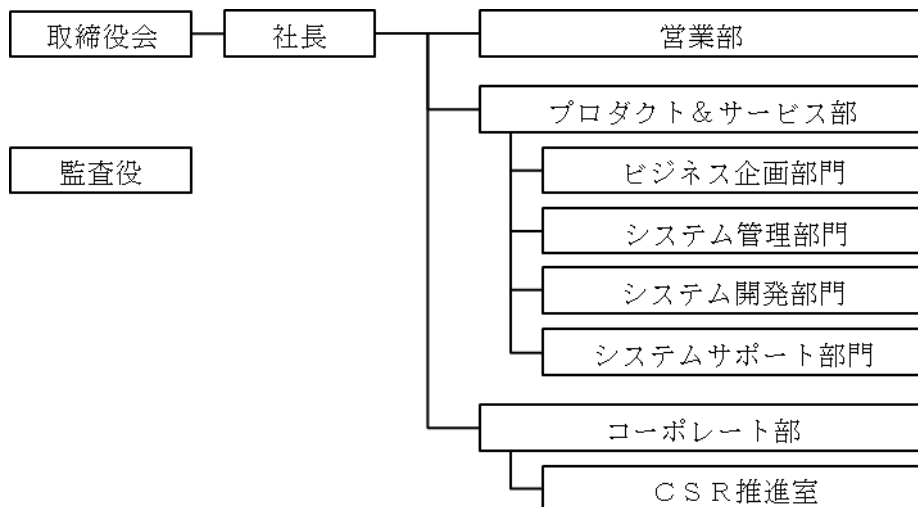 取締役会
社長
営業部
プロダクト＆サービス部
監査役
ビジネス企画部門
システム管理部門
システム開発部門
システムサポート部門
コーポレート部
ＣＳＲ推進室